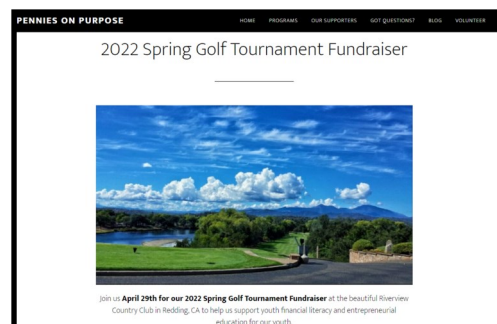 PENNIES ON PURPOSE HOME PROGRAMS OUR SUPPORTERS GOT QUESTIONS? BLOG VOLUNTEER
2022 Spring Golf Tournament Fundraiser
Join us April 29th for our 2022 Spring Golf Tournament Fundraiser at the beautiful Riverview
Country Club in Redding, CA to help us support youth financial literacy and entrepreneurial
education for our youth